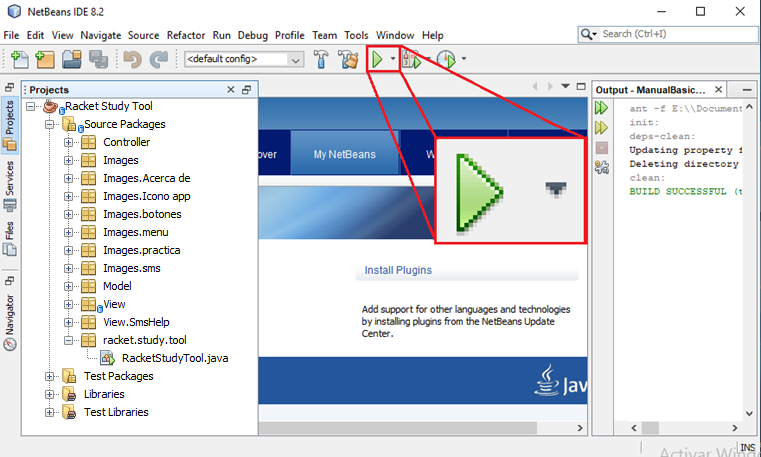 NetBeans IDE 8.2
File Edit View Navigate Source Refactor Run Debug Profile Team Tools Window Help
Search (Ctrl+I)
<default config>
Projects
Services
Files
Navigator
Projects
Racket Study Tool
Source Packages
Controller
Images
Images.Acerca de
Images.Icono app
Images.botones
Images.menu
Images.practica
Images.sms
Model
View
View.SmsHelp
racket.study.tool
RacketStudyTool.java
Test Packages
Libraries
Test Libraries
over
My NetBeans
W
Install Plugins
Add support for other languages and technologies
by installing plugins from the NetBeans Update
Center.
Jav
Output - ManualBasic...
ant -f E:\\Document
init:
deps-clean:
Updating property f
Deleting directory
clean:
BUILD SUCCESSFUL (t
INS